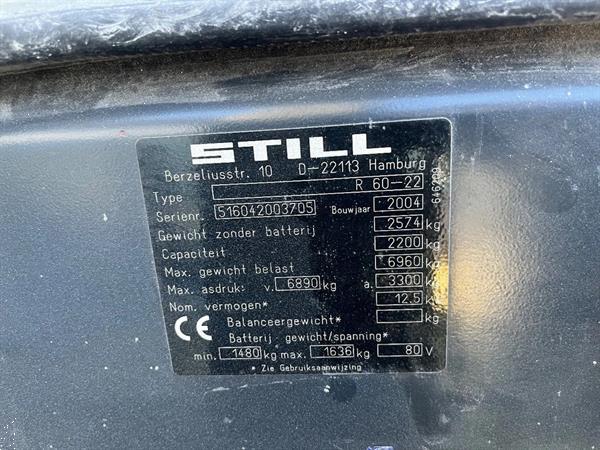 STILL
Berzeliusstr. 10 D-22113 Hamburg
Type R 60-22
Serienr. 516042003705 Bouwjaar 2004
Gewicht zonder batterij 2574 kg
Capaciteit 2200 kg
Max. gewicht belast 6960 kg
Max. asdruk: v. 6890 kg a. 3300 kg
Nom. vermogen* 12.5
CE Balanceergewicht* kg
Batterij gewicht/spanning*
min. 1480 kg max. 1636 kg 80 V
* Zie Gebruiksaanwijzing